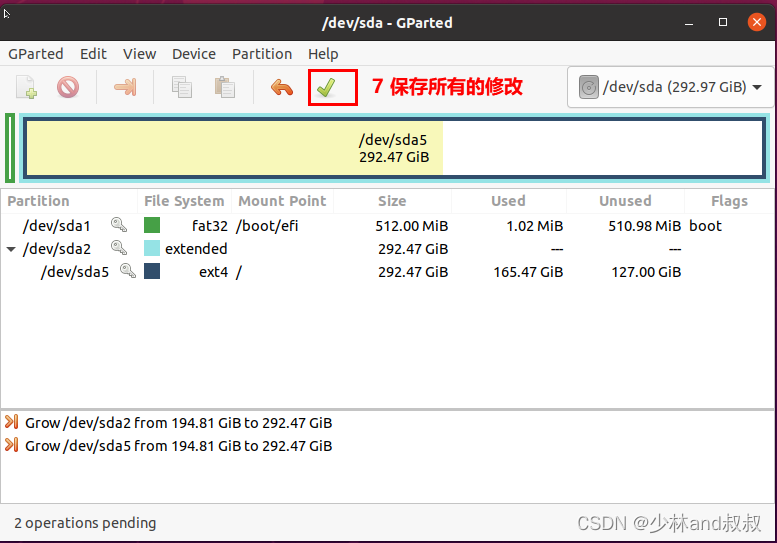 /dev/sda - GParted
GParted Edit View Device Partition Help
7 保存所有的修改
/dev/sda (292.97 GiB)
/dev/sda5
292.47 GiB
Partition File System Mount Point Size Used Unused Flags
/dev/sda1 fat32 /boot/efi 512.00 MiB 1.02 MiB 510.98 MiB boot
/dev/sda2 extended 292.47 GiB --- ---
/dev/sda5 ext4 / 292.47 GiB 165.47 GiB 127.00 GiB
Grow /dev/sda2 from 194.81 GiB to 292.47 GiB
Grow /dev/sda5 from 194.81 GiB to 292.47 GiB
2 operations pending
CSDN @少林and叔叔